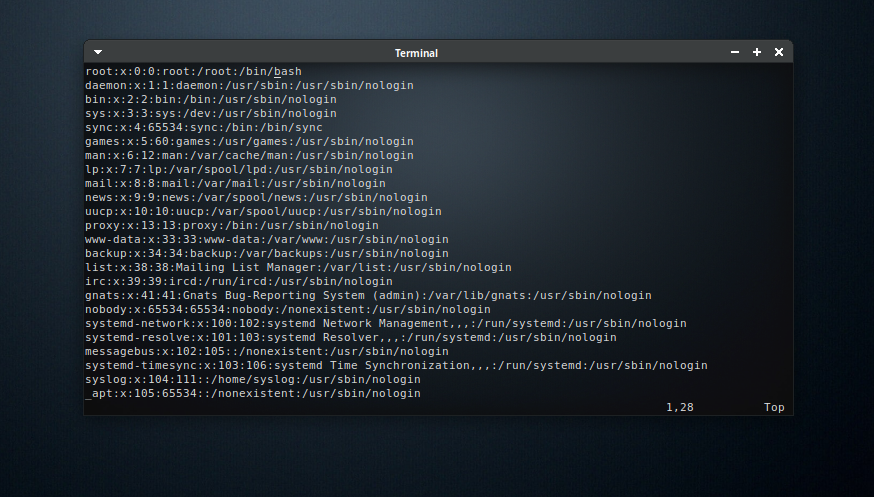 Terminal
root:x:0:0:root:/root:/bin/bash
daemon:x:1:1:daemon:/usr/sbin:/usr/sbin/nologin
bin:x:2:2:bin:/bin:/usr/sbin/nologin
sys:x:3:3:sys:/dev:/usr/sbin/nologin
sync:x:4:65534:sync:/bin:/bin/sync
games:x:5:60:games:/usr/games:/usr/sbin/nologin
man:x:6:12:man:/var/cache/man:/usr/sbin/nologin
lp:x:7:7:lp:/var/spool/lpd:/usr/sbin/nologin
mail:x:8:8:mail:/var/mail:/usr/sbin/nologin
news:x:9:9:news:/var/spool/news:/usr/sbin/nologin
uucp:x:10:10:uucp:/var/spool/uucp:/usr/sbin/nologin
proxy:x:13:13:proxy:/bin:/usr/sbin/nologin
www-data:x:33:33:www-data:/var/www:/usr/sbin/nologin
backup:x:34:34:backup:/var/backups:/usr/sbin/nologin
list:x:38:38:Mailing List Manager:/var/list:/usr/sbin/nologin
irc:x:39:39:ircd:/run/ircd:/usr/sbin/nologin
gnats:x:41:41:Gnats Bug-Reporting System (admin):/var/lib/gnats:/usr/sbin/nologin
nobody:x:65534:65534:nobody:/nonexistent:/usr/sbin/nologin
systemd-network:x:100:102:systemd Network Management,,,:/run/systemd:/usr/sbin/nologin
systemd-resolve:x:101:103:systemd Resolver,,,:/run/systemd:/usr/sbin/nologin
messagebus:x:102:105::/nonexistent:/usr/sbin/nologin
systemd-timesync:x:103:106:systemd Time Synchronization,,,:/run/systemd:/usr/sbin/nologin
syslog:x:104:111::/home/syslog:/usr/sbin/nologin
_apt:x:105:65534::/nonexistent:/usr/sbin/nologin
1,28 Top